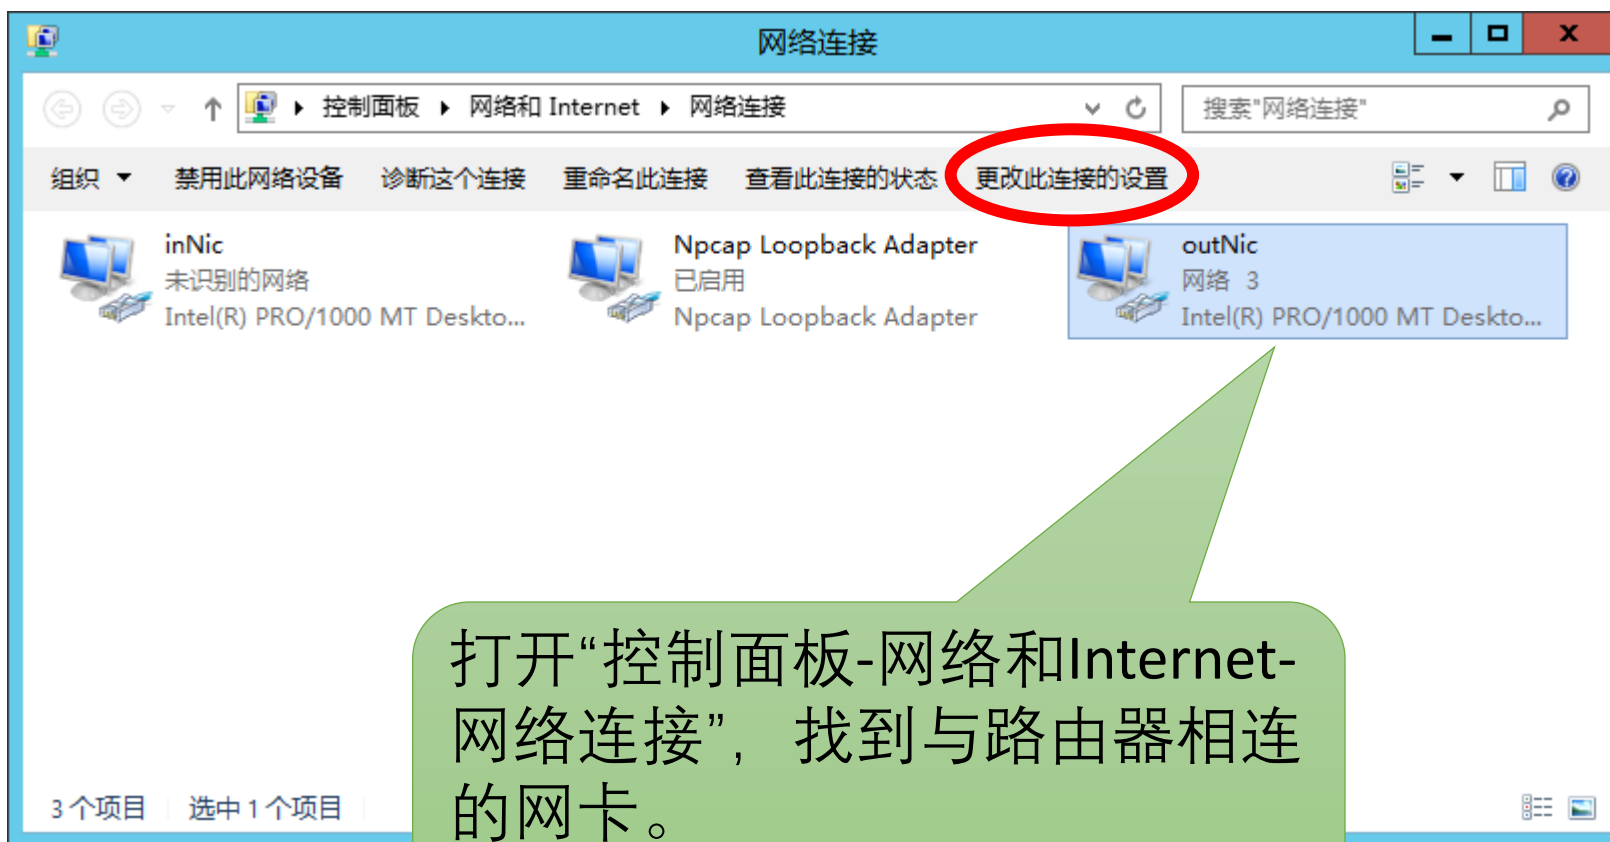 网络连接
控制面板 网络和 Internet 网络连接
搜索"网络连接"
组织 禁用此网络设备 诊断这个连接 重命名此连接 查看此连接的状态 更改此连接的设置
inNic
未识别的网络
Intel(R) PRO/1000 MT Deskto...
Npcap Loopback Adapter
已启用
Npcap Loopback Adapter
outNic
网络 3
Intel(R) PRO/1000 MT Deskto...
打开“控制面板-网络和Internet-
网络连接”，找到与路由器相连
的网卡。
3 个项目 选中 1 个项目